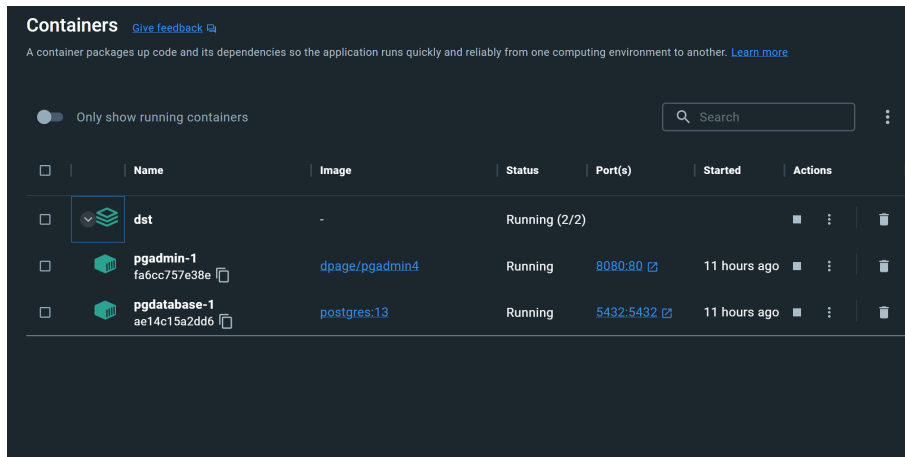 Containers Give feedback
A container packages up code and its dependencies so the application runs quickly and reliably from one computing environment to another. Learn more
Only show running containers Search
Name Image Status Port(s) Started Actions
dst - Running (2/2)
pgadmin-1
fa6cc757e38e dpage/pgadmin4 Running 8080:80 11 hours ago
pgdatabase-1
ae14c15a2dd6 postgres:13 Running 5432:5432 11 hours ago